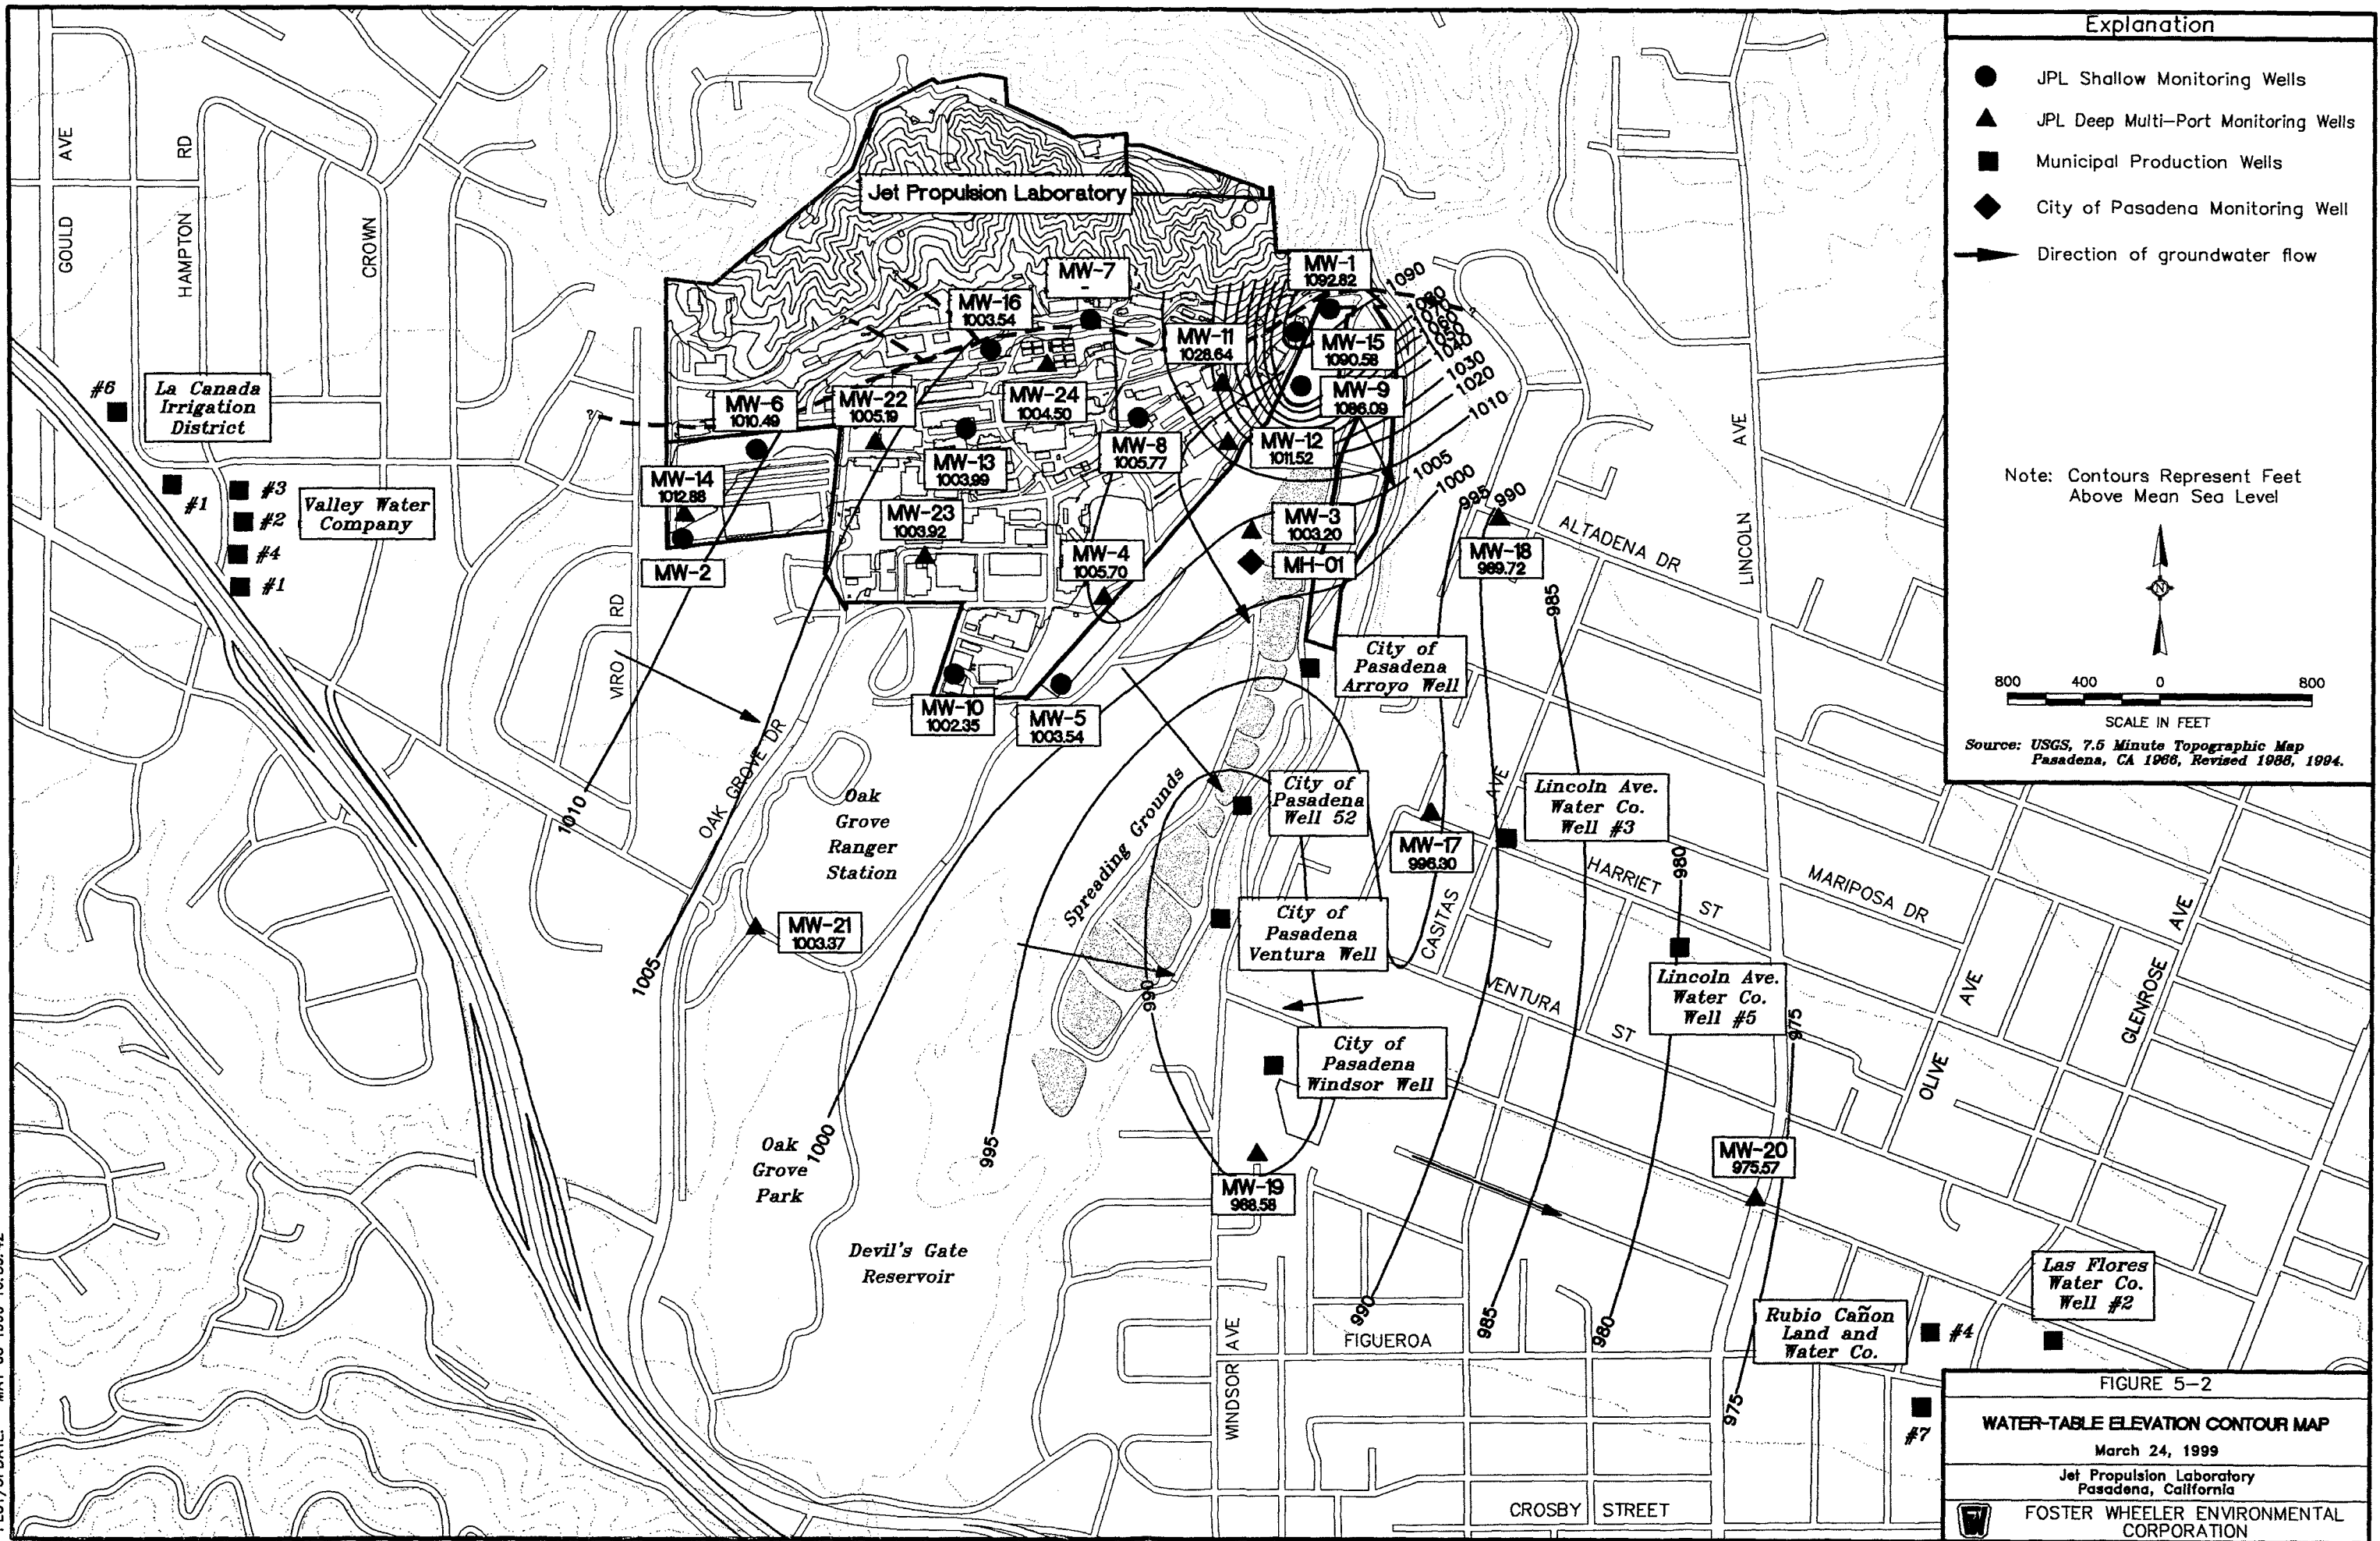 Explanation
JPL Shallow Monitoring Wells
JPL Deep Multi-Port Monitoring Wells
Municipal Production Wells
City of Pasadena Monitoring Well
Direction of groundwater flow
Note: Contours Represent Feet
Above Mean Sea Level
N
800 400 0 800
SCALE IN FEET
Source: USGS, 7.5 Minute Topographic Map
Pasadena, CA 1966, Revised 1988, 1994.
FIGURE 5-2
WATER-TABLE ELEVATION CONTOUR MAP
March 24, 1999
Jet Propulsion Laboratory
Pasadena, California
FOSTER WHEELER ENVIRONMENTAL
CORPORATION
Jet Propulsion Laboratory
GOULD AVE
HAMPTON RD
CROWN
VIRO RD
OAK GROVE DR
LINCOLN AVE
ALTADENA DR
MARIPOSA DR
HARRIET ST
VENTURA ST
CASITAS AVE
OLIVE AVE
GLENROSE AVE
WINDSOR AVE
FIGUEROA
CROSBY STREET
MW-7
-
MW-1
1092.82
MW-16
1003.54
MW-11
1028.64
MW-15
1090.58
MW-9
1086.09
MW-6
1010.49
MW-22
1005.19
MW-24
1004.50
MW-8
1005.77
MW-12
1011.52
MW-13
1003.99
MW-14
1012.88
MW-23
1003.92
MW-3
1003.20
MH-01
MW-4
1005.70
MW-2
MW-18
989.72
MW-10
1002.35
MW-5
1003.54
MW-17
996.30
MW-21
1003.37
MW-19
988.58
MW-20
975.57
#6
La Canada
Irrigation
District
#1
#3
#2
#4
#1
Valley Water
Company
City of
Pasadena
Arroyo Well
City of
Pasadena
Well 52
City of
Pasadena
Ventura Well
City of
Pasadena
Windsor Well
Lincoln Ave.
Water Co.
Well #3
Lincoln Ave.
Water Co.
Well #5
Las Flores
Water Co.
Well #2
Rubio Cañon
Land and
Water Co.
#4
#7
Oak
Grove
Ranger
Station
Spreading Grounds
Oak
Grove
Park
Devil's Gate
Reservoir
1090
1080
1070
1060
1050
1040
1030
1020
1010
1005
1000
995
990
985
980
975
1010
1005
1000
995
990
990
985
980
975
?
?
?